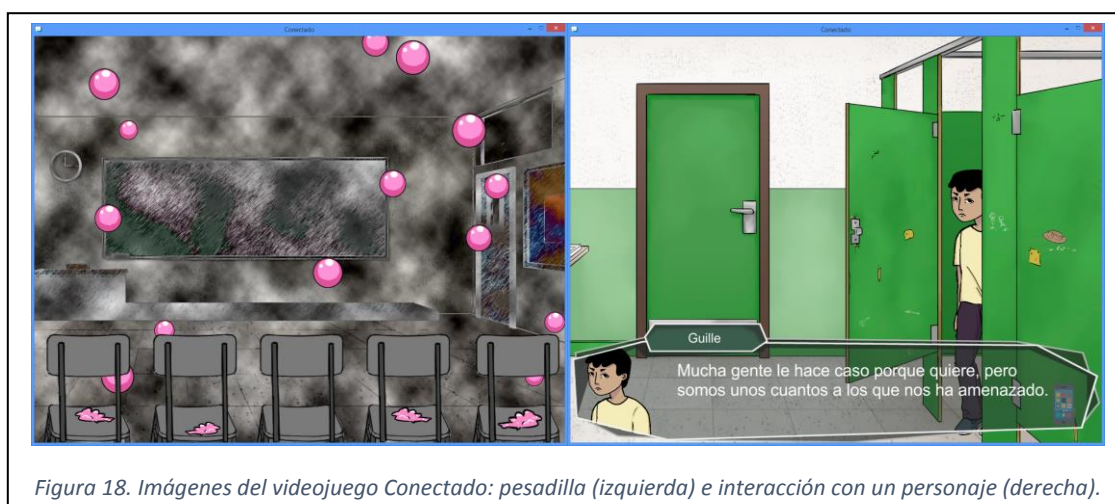 Conectado
Conectado
Guille
Mucha gente le hace caso porque quiere, pero
somos unos cuantos a los que nos ha amenazado.
Figura 18. Imágenes del videojuego Conectado: pesadilla (izquierda) e interacción con un personaje (derecha).